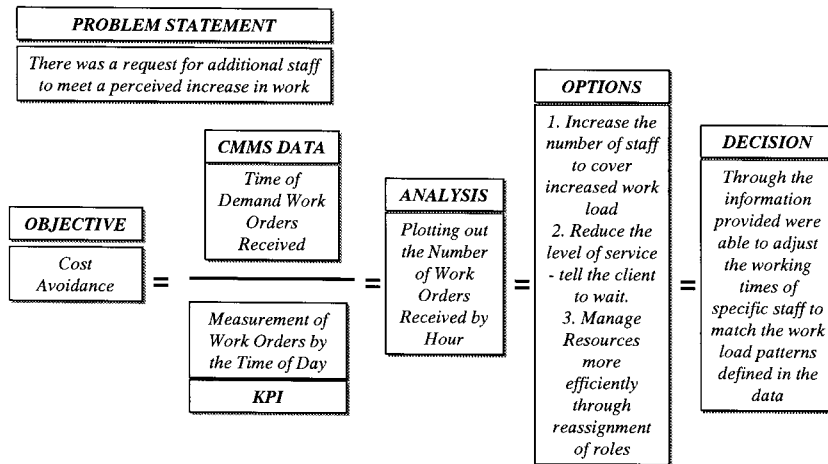 PROBLEM STATEMENT
There was a request for additional staff
to meet a perceived increase in work
OBJECTIVE
Cost
Avoidance
=
CMMS DATA
Time of
Demand Work
Orders
Received
Measurement of
Work Orders by
the Time of Day
KPI
=
ANALYSIS
Plotting out
the Number
of Work
Orders
Received by
Hour
=
OPTIONS
1. Increase the
number of staff
to cover
increased work
load
2. Reduce the
level of service
- tell the client
to wait.
3. Manage
Resources
more
efficiently
through
reassignment
of roles
=
DECISION
Through the
information
provided were
able to adjust
the working
times of
specific staff to
match the work
load patterns
defined in the
data